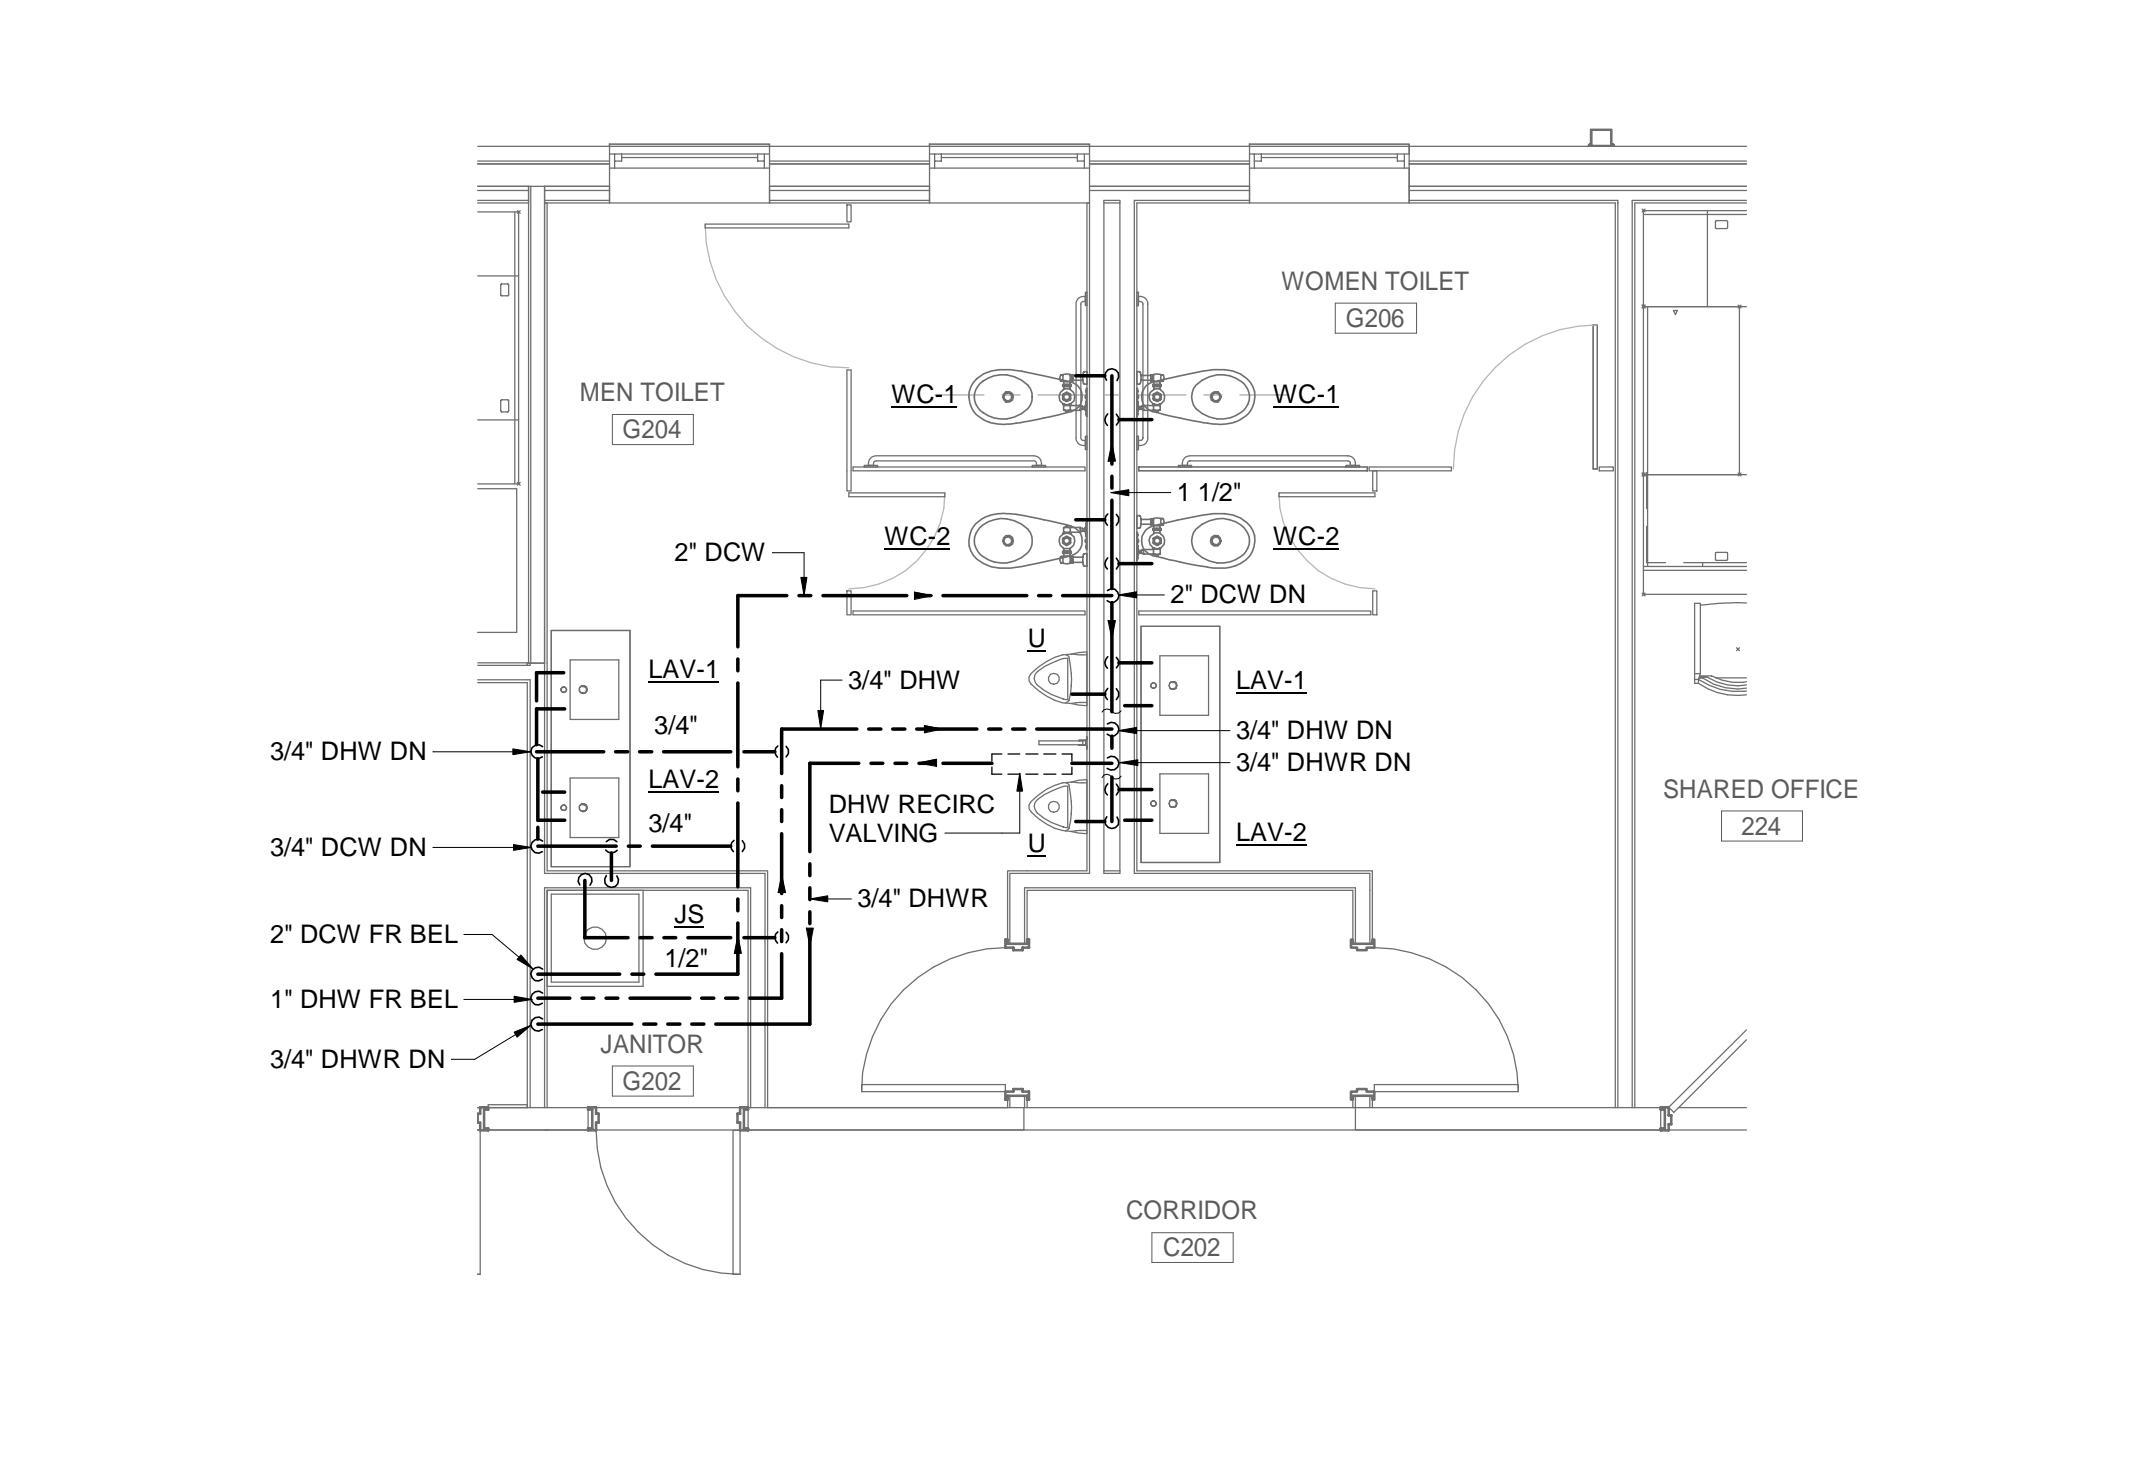 WOMEN TOILET
G206
MEN TOILET
G204
WC-1
WC-1
1 1/2"
WC-2
WC-2
2" DCW
2" DCW DN
U
LAV-1
3/4" DHW
LAV-1
3/4"
3/4" DHW DN
3/4" DHW DN
3/4" DHWR DN
LAV-2
DHW RECIRC
VALVING
SHARED OFFICE
224
3/4"
LAV-2
U
3/4" DCW DN
3/4" DHWR
JS
2" DCW FR BEL
1/2"
1" DHW FR BEL
3/4" DHWR DN
JANITOR
G202
CORRIDOR
C202